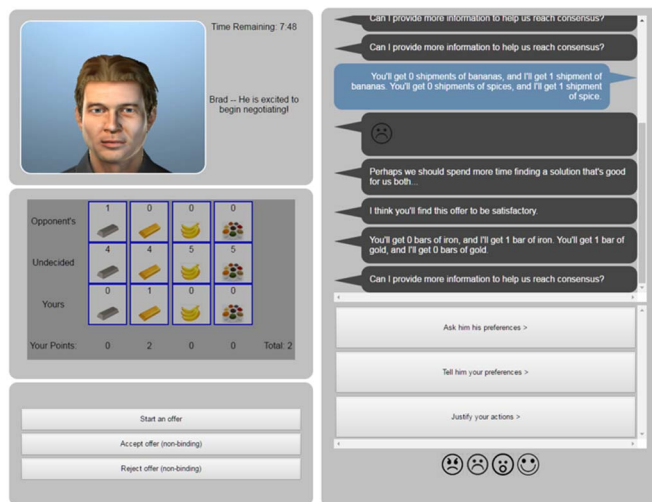 Time Remaining: 7:48
Brad -- He is excited to
begin negotiating!
1 0 0 0
Opponent's
4 4 5 5
Undecided
0 1 0 0
Yours
Your Points: 0 2 0 0 Total: 2
Start an offer
Accept offer (non-binding)
Reject offer (non-binding)
Can I provide more information to help us reach consensus?
Can I provide more information to help us reach consensus?
You'll get 0 shipments of bananas, and I'll get 1 shipment of
bananas. You'll get 0 shipments of spices, and I'll get 1 shipment
of spice.
Perhaps we should spend more time finding a solution that's good
for us both...
I think you'll find this offer to be satisfactory.
You'll get 0 bars of iron, and I'll get 1 bar of iron. You'll get 1 bar of
gold, and I'll get 0 bars of gold.
Can I provide more information to help us reach consensus?
Ask him his preferences >
Tell him your preferences >
Justify your actions >